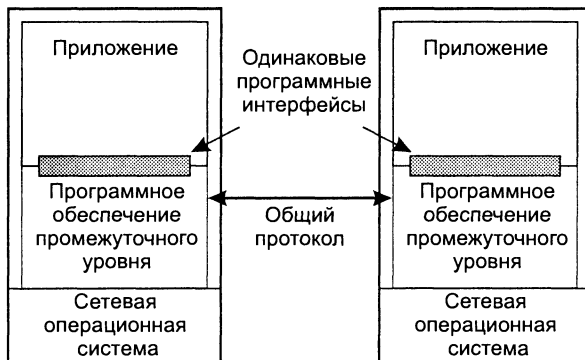 Приложение
Одинаковые
программные
интерфейсы
Приложение
Программное
обеспечение
промежуточного
уровня
Общий
протокол
Программное
обеспечение
промежуточного
уровня
Сетевая
операционная
система
Сетевая
операционная
система